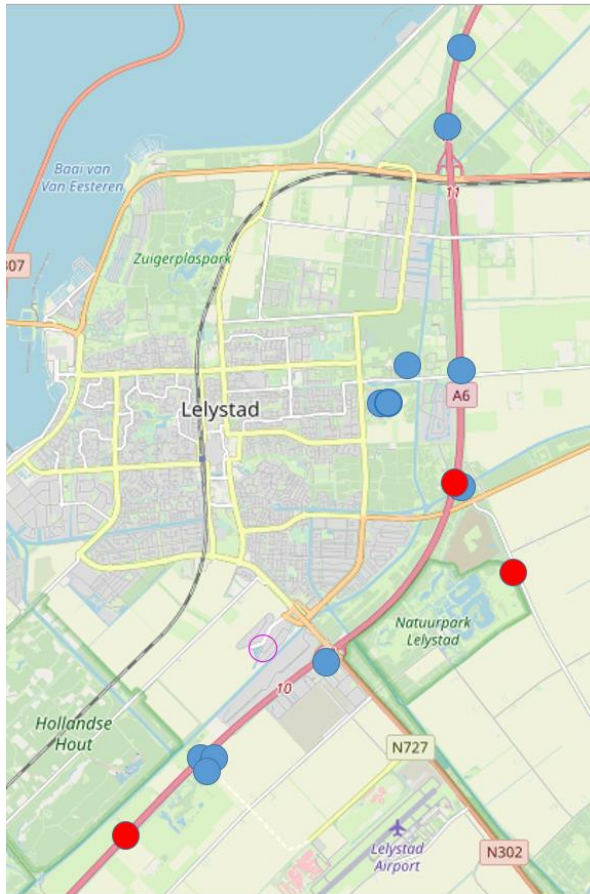 Baai van
Van Eesteren
11
Zuigerplaspark
307
A6
Lelystad
Natuurpark
Lelystad
10
Hollandse
Hout
N727
Lelystad
Airport
N302